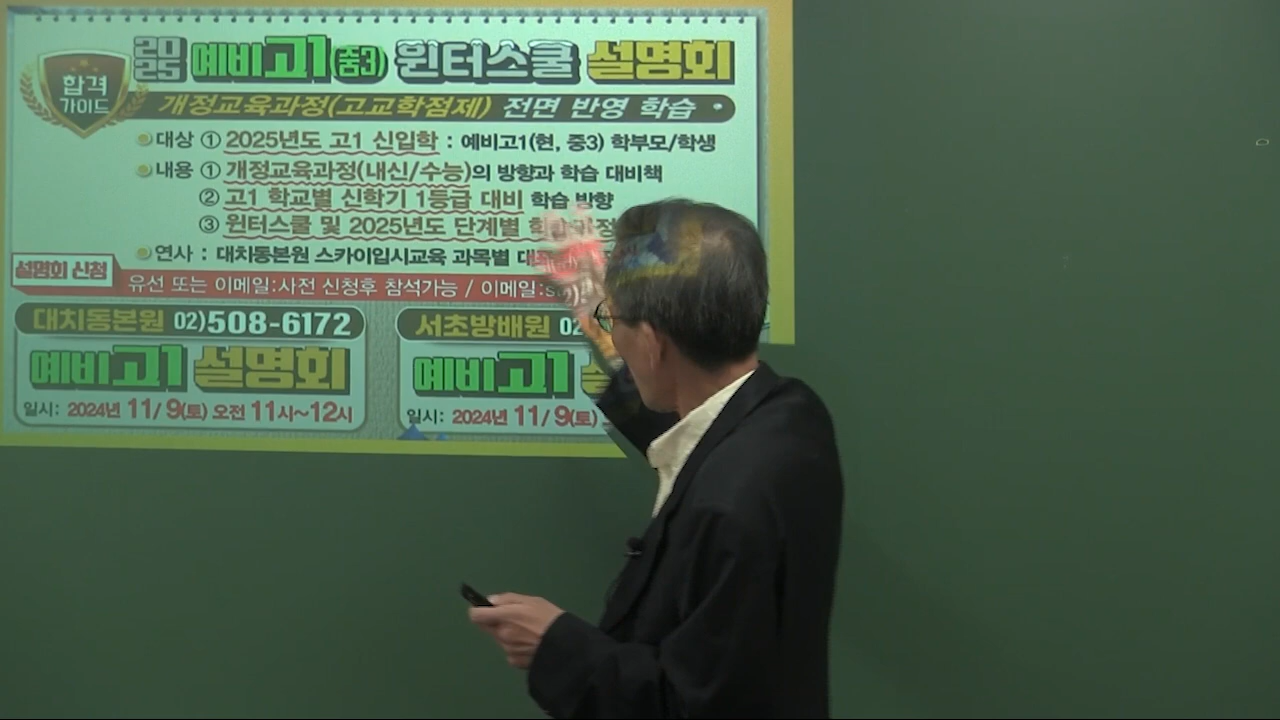 2025 예비고1(중3) 윈터스쿨 설명회
합격
가이드
개정교육과정(고교학점제) 전면 반영 학습
대상 ① 2025년도 고1 신입학 : 예비고1(현, 중3) 학부모/학생
내용 ① 개정교육과정(내신/수능)의 방향과 학습 대비책
② 고1 학교별 신학기 1등급 대비 학습 방향
③ 윈터스쿨 및 2025년도 단계별
연사 : 대치동본원 스카이입시교육 과목별
설명회 신청
유선 또는 이메일:사전 신청후 참석가능 / 이메일:
대치동본원 02)508-6172
예비고1 설명회
일시: 2024년 11/9(토) 오전 11시~12시
서초방배원 02
예비고1
일시: 2024년 11/9(토)